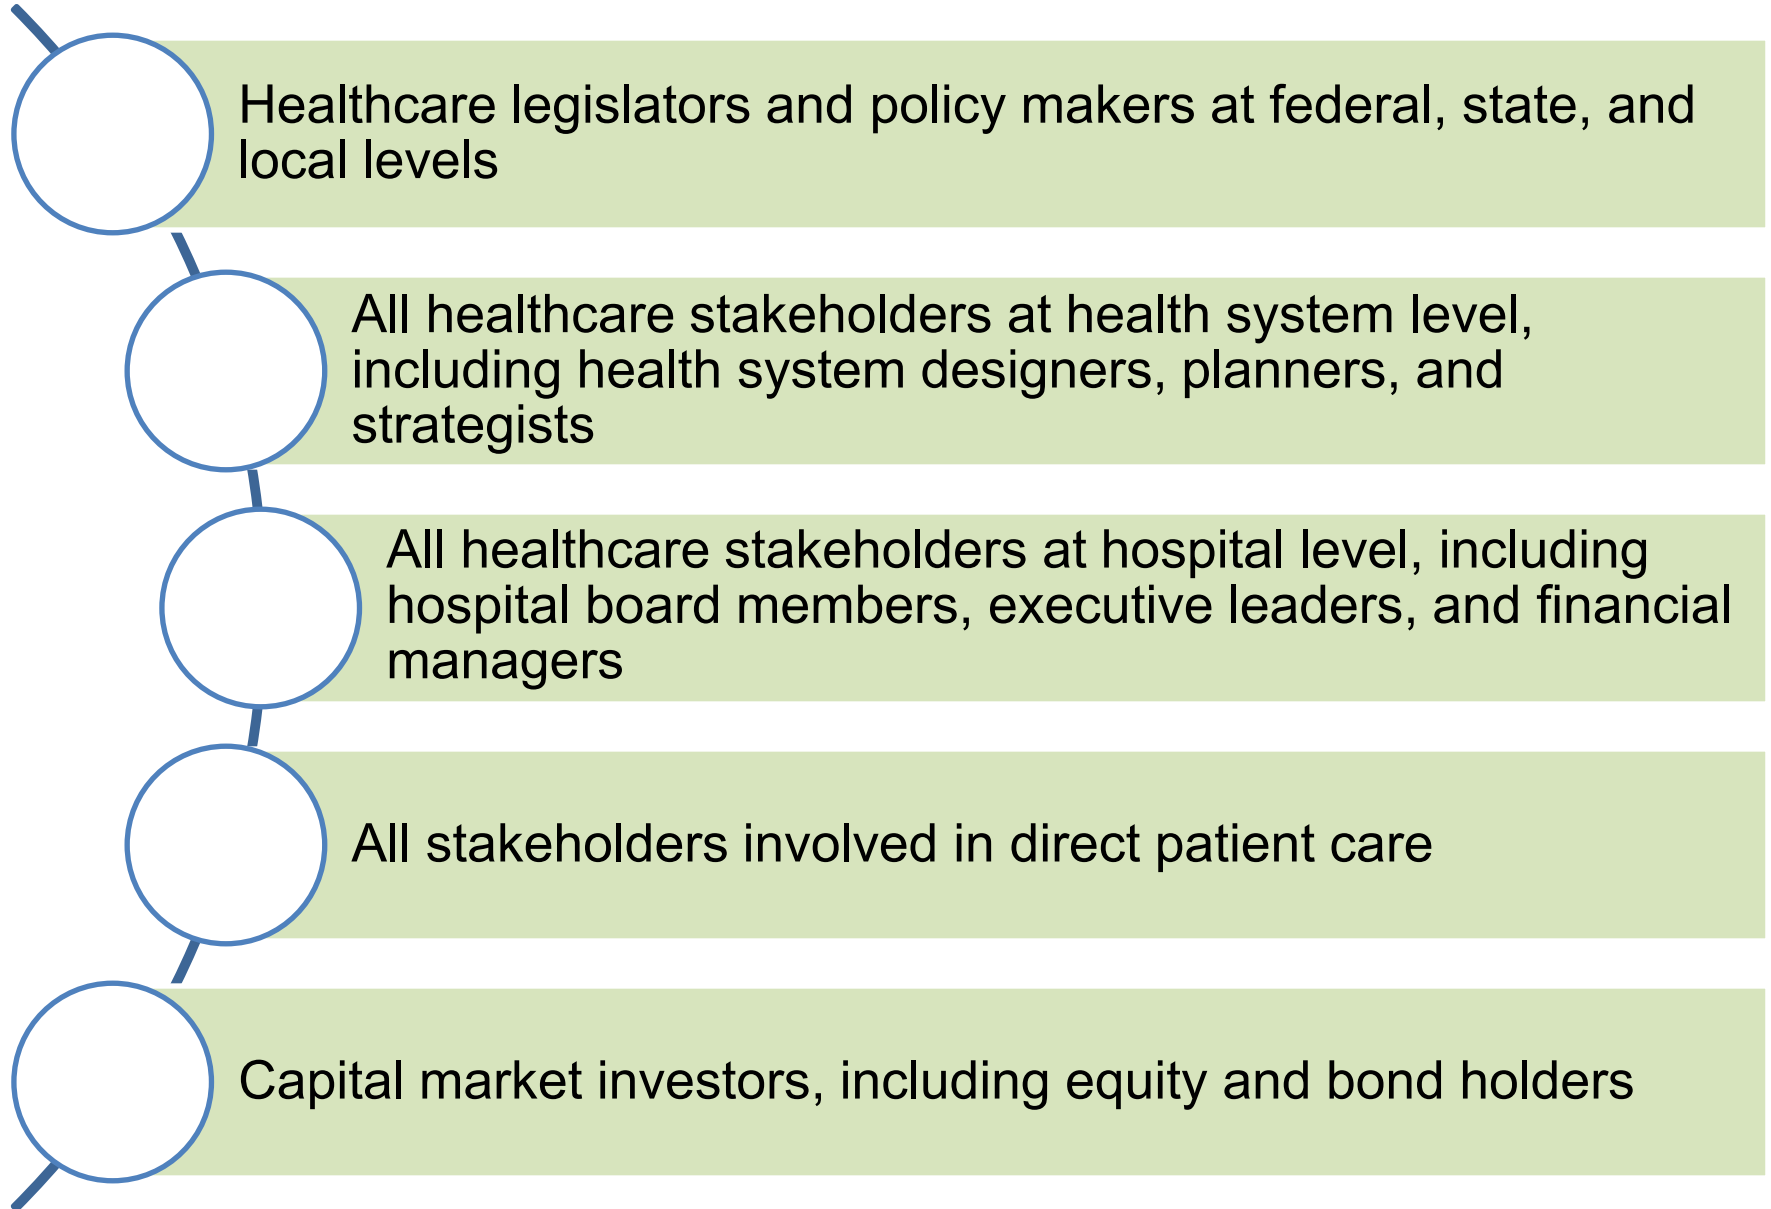 Healthcare legislators and policy makers at federal, state, and
local levels
All healthcare stakeholders at health system level,
including health system designers, planners, and
strategists
All healthcare stakeholders at hospital level, including
hospital board members, executive leaders, and financial
managers
All stakeholders involved in direct patient care
Capital market investors, including equity and bond holders